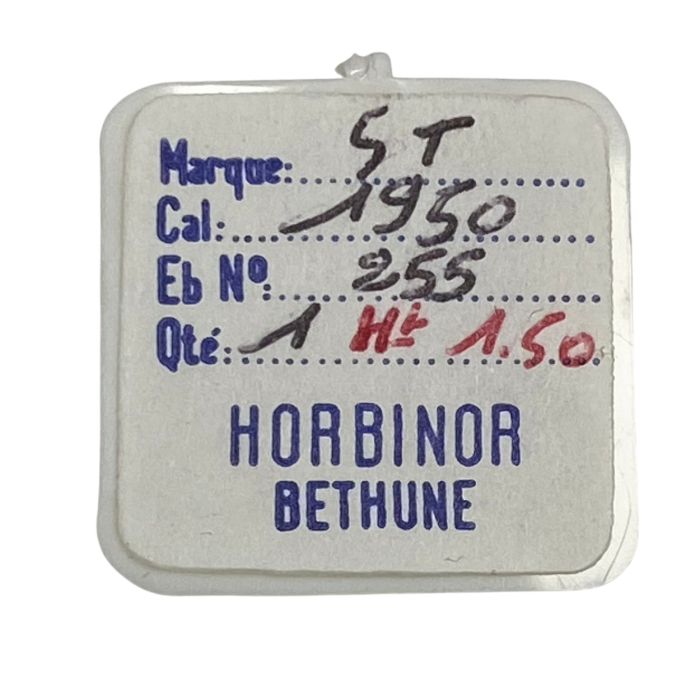 Marque: ST
Cal: 1950
Eb Nº: 255
Qté: 1 Ht 1.50
HORBINOR
BETHUNE